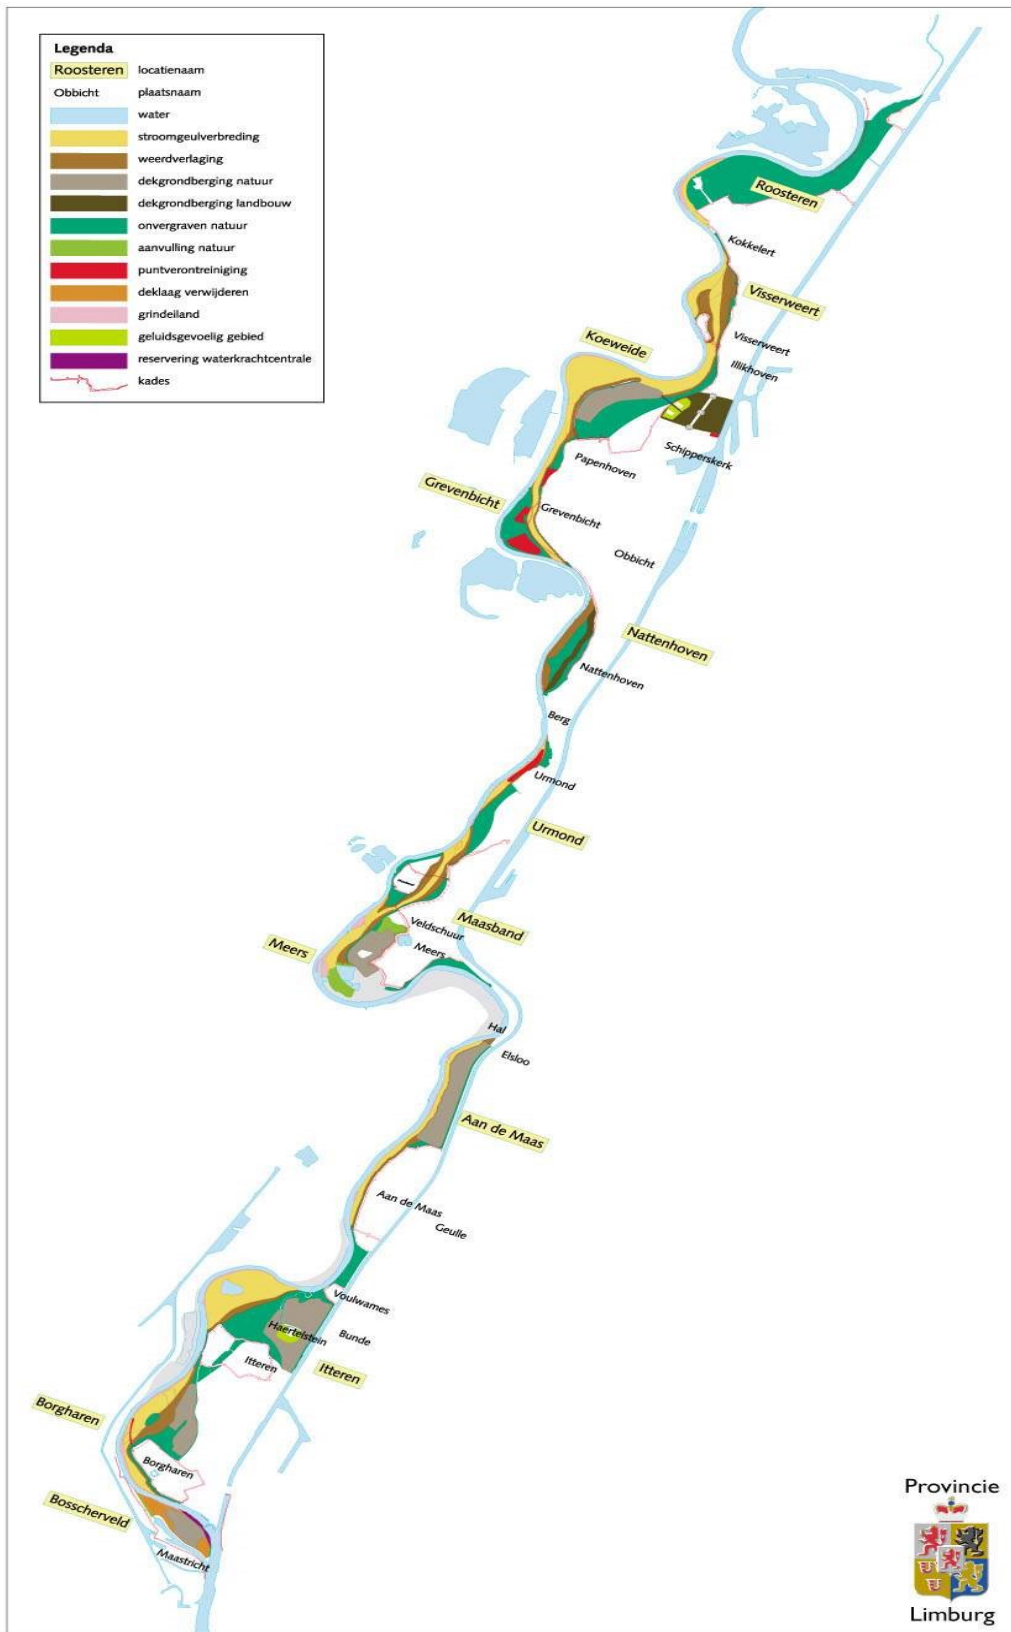 Legenda
Roosteren locatienaam
Obbicht plaatsnaam
water
stroomgeulverbreding
weerdverlaging
dekgrondberging natuur
dekgrondberging landbouw
onvergraven natuur
aanvulling natuur
puntverontreiniging
deklaag verwijderen
grindeiland
geluidsgevoelig gebied
reservering waterkrachtcentrale
kades
Roosteren
Kokkelert
Visserweert
Koeweide
Visserweert
Illikhoven
Schipperskerk
Papenhoven
Grevenbicht
Grevenbicht
Obbicht
Nattenhoven
Nattenhoven
Berg
Urmond
Urmond
Maasband
Veldschuur
Meers
Meers
Hal
Elsloo
Aan de Maas
Aan de Maas
Geulle
Voulwames
Haertelstein
Bunde
Itteren
Itteren
Borgharen
Borgharen
Bosscherveld
Maastricht
Provincie
Limburg